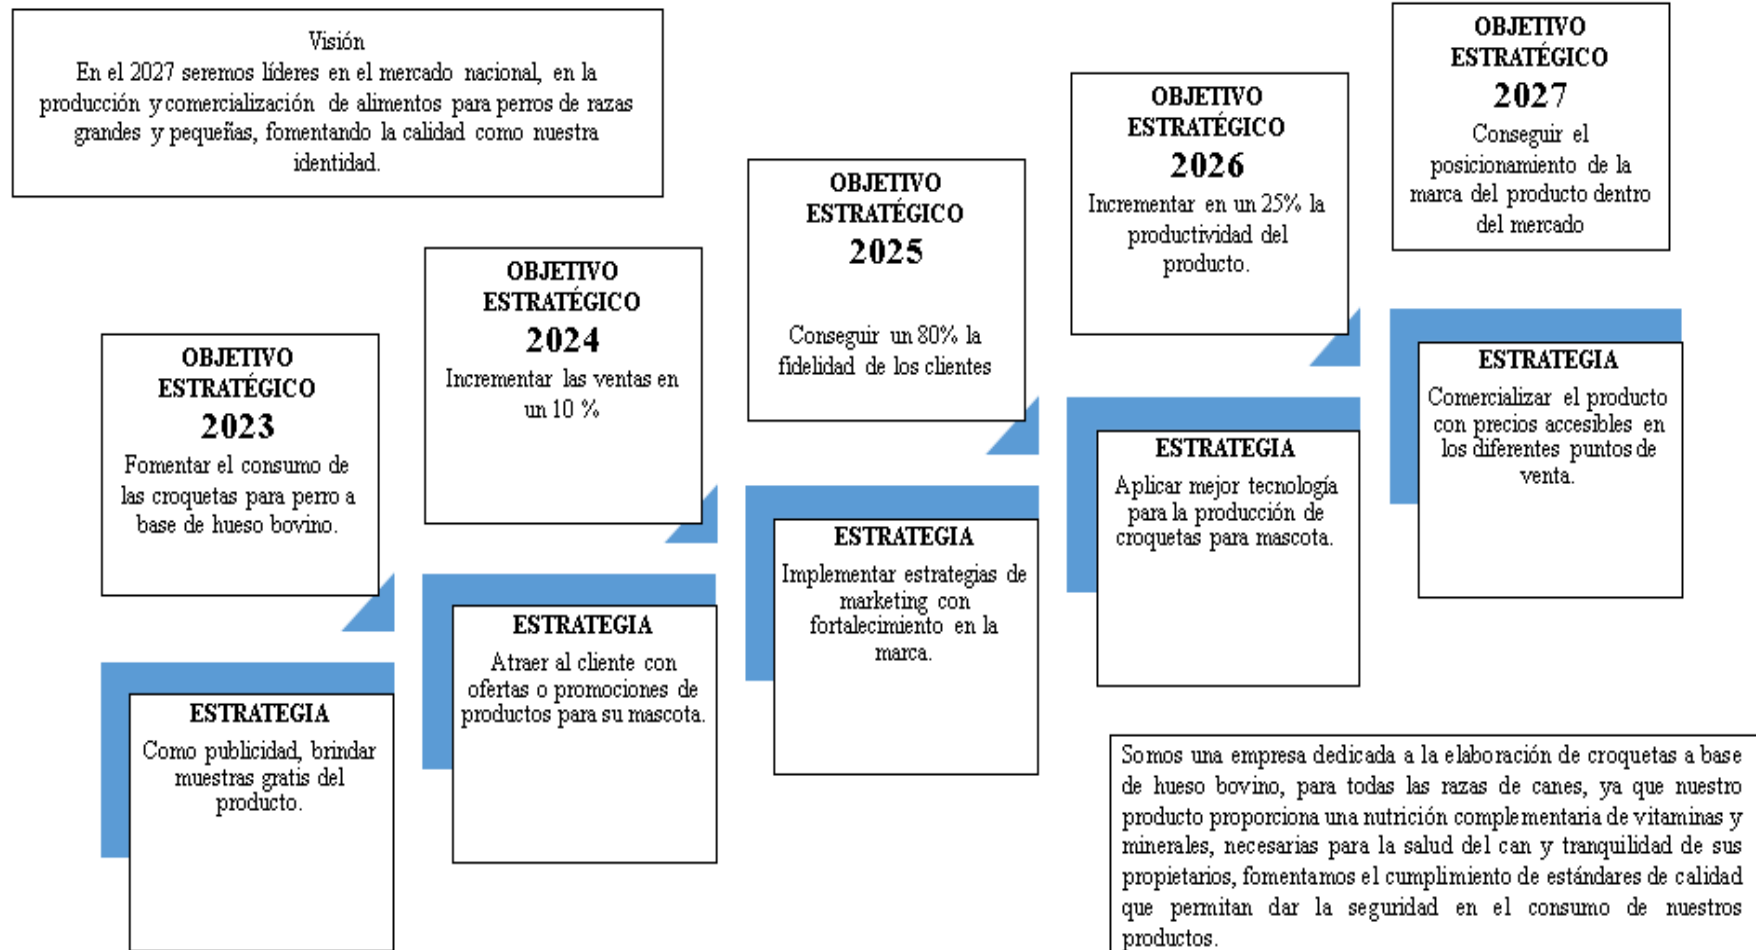 Visión
En el 2027 seremos líderes en el mercado nacional, en la
producción y comercialización de alimentos para perros de razas
grandes y pequeñas, fomentando la calidad como nuestra
identidad.
OBJETIVO
ESTRATÉGICO
2023
Fomentar el consumo de
las croquetas para perro a
base de hueso bovino.
ESTRATEGIA
Como publicidad, brindar
muestras gratis del
producto.
OBJETIVO
ESTRATÉGICO
2024
Incrementar las ventas en
un 10 %
ESTRATEGIA
Atraer al cliente con
ofertas o promociones de
productos para su mascota.
OBJETIVO
ESTRATÉGICO
2025
Conseguir un 80% la
fidelidad de los clientes
ESTRATEGIA
Implementar estrategias de
marketing con
fortalecimiento en la
marca.
OBJETIVO
ESTRATÉGICO
2026
Incrementar en un 25% la
productividad del
producto.
ESTRATEGIA
Aplicar mejor tecnología
para la producción de
croquetas para mascota.
OBJETIVO
ESTRATÉGICO
2027
Conseguir el
posicionamiento de la
marca del producto dentro
del mercado
ESTRATEGIA
Comercializar el producto
con precios accesibles en
los diferentes puntos de
venta.
Somos una empresa dedicada a la elaboración de croquetas a base
de hueso bovino, para todas las razas de canes, ya que nuestro
producto proporciona una nutrición complementaria de vitaminas y
minerales, necesarias para la salud del can y tranquilidad de sus
propietarios, fomentamos el cumplimiento de estándares de calidad
que permitan dar la seguridad en el consumo de nuestros
productos.